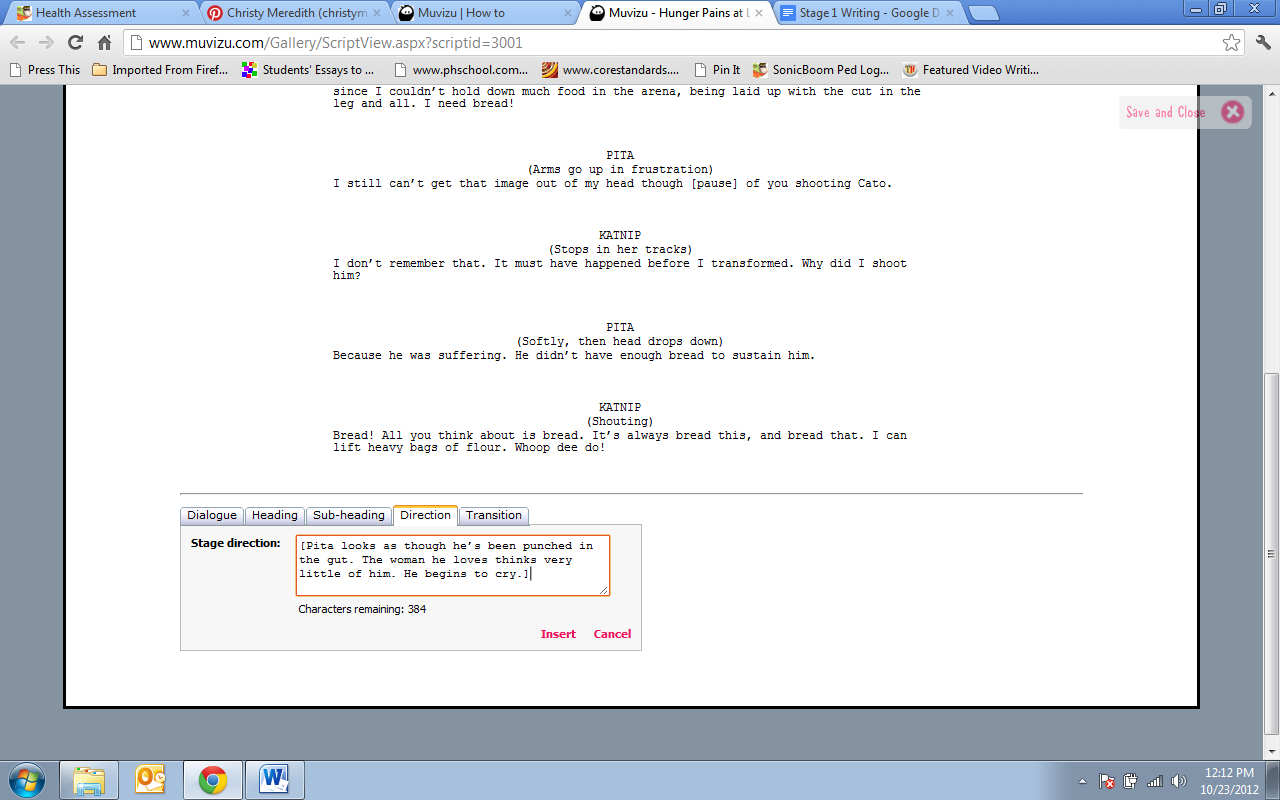 Health Assessment
Christy Meredith (christym
Muvizu | How to
Muvizu - Hunger Pains at L
Stage 1 Writing - Google D
www.muvizu.com/Gallery/ScriptView.aspx?scriptid=3001
Press This
Imported From Firef...
Students' Essays to ...
www.phschool.com...
www.corestandards....
Pin It
SonicBoom Ped Log...
Featured Video Writi...
Save and Close
since I couldn’t hold down much food in the arena, being laid up with the cut in the
leg and all. I need bread!
PITA
(Arms go up in frustration)
I still can’t get that image out of my head though [pause] of you shooting Cato.
KATNIP
(Stops in her tracks)
I don’t remember that. It must have happened before I transformed. Why did I shoot
him?
PITA
(Softly, then head drops down)
Because he was suffering. He didn’t have enough bread to sustain him.
KATNIP
(Shouting)
Bread! All you think about is bread. It’s always bread this, and bread that. I can
lift heavy bags of flour. Whoop dee do!
Dialogue
Heading
Sub-heading
Direction
Transition
Stage direction:
[Pita looks as though he’s been punched in
the gut. The woman he loves thinks very
little of him. He begins to cry.]
Characters remaining: 384
Insert
Cancel
12:12 PM
10/23/2012